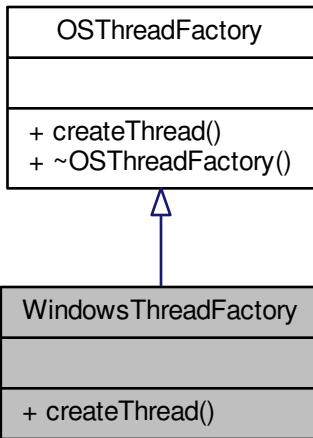 OSThreadFactory
+ createThread()
+ ~OSThreadFactory()
WindowsThreadFactory
+ createThread()